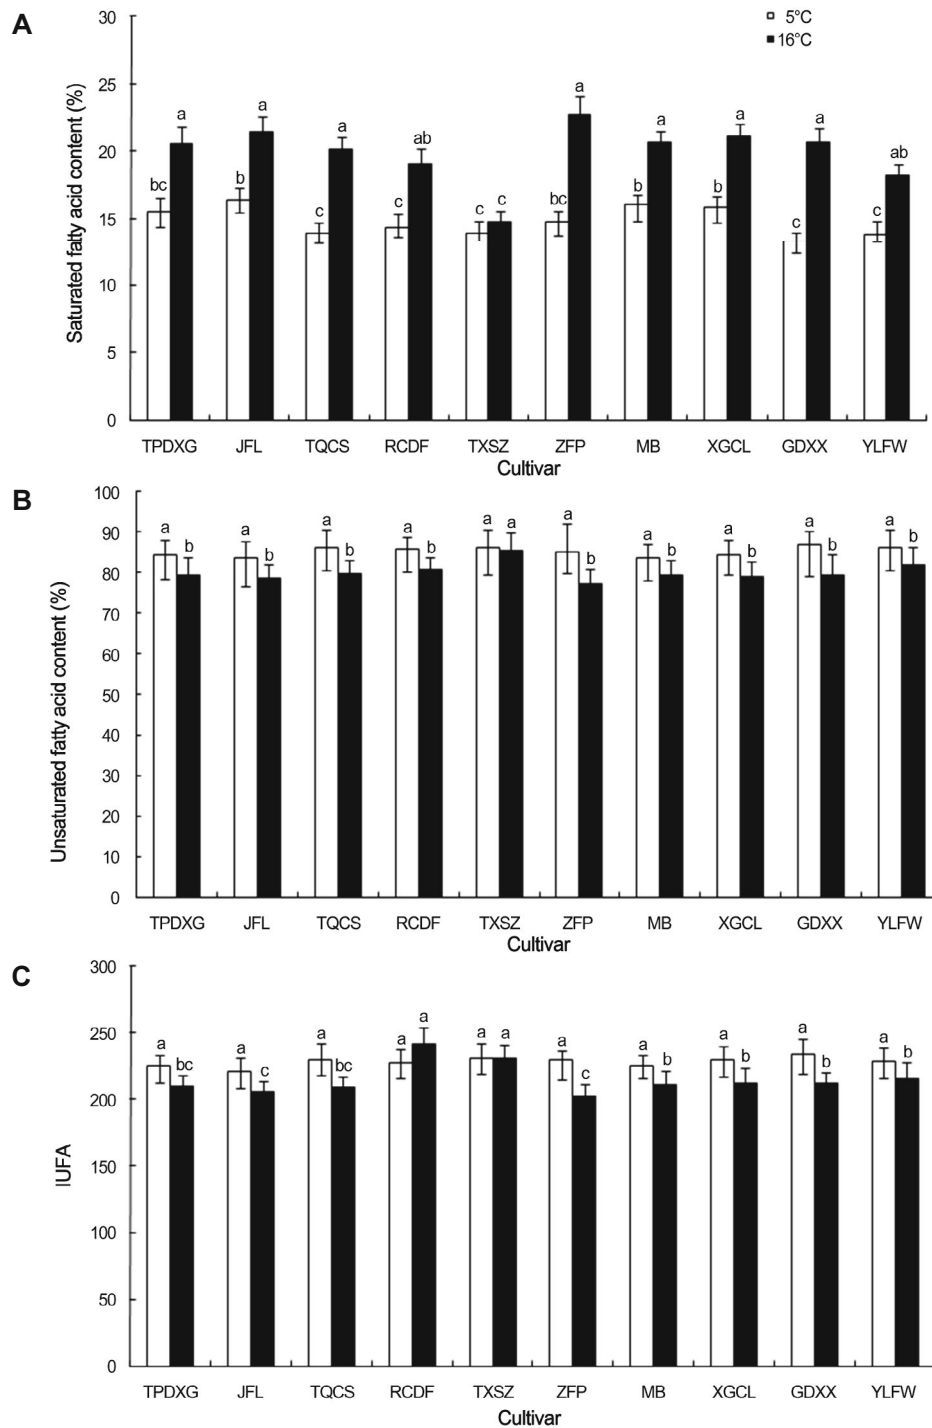 A
Saturated fatty acid content (%)
30
25
20
15
10
5
0
5°C
16°C
bc a b a c a c ab c c bc a b a b a c a c ab
TPDXG JFL TQCS RCDF TXSZ ZFP MB XGCL GDXX YLFW
Cultivar
B
Unsaturated fatty acid content (%)
100
90
80
70
60
50
40
30
20
10
0
a b a b a b a b a a a b a b a b a b a b
TPDXG JFL TQCS RCDF TXSZ ZFP MB XGCL GDXX YLFW
Cultivar
C
IUFA
300
250
200
150
100
50
0
a bc a c a bc a a a a a c a b a b a b a b
TPDXG JFL TQCS RCDF TXSZ ZFP MB XGCL GDXX YLFW
Cultivar